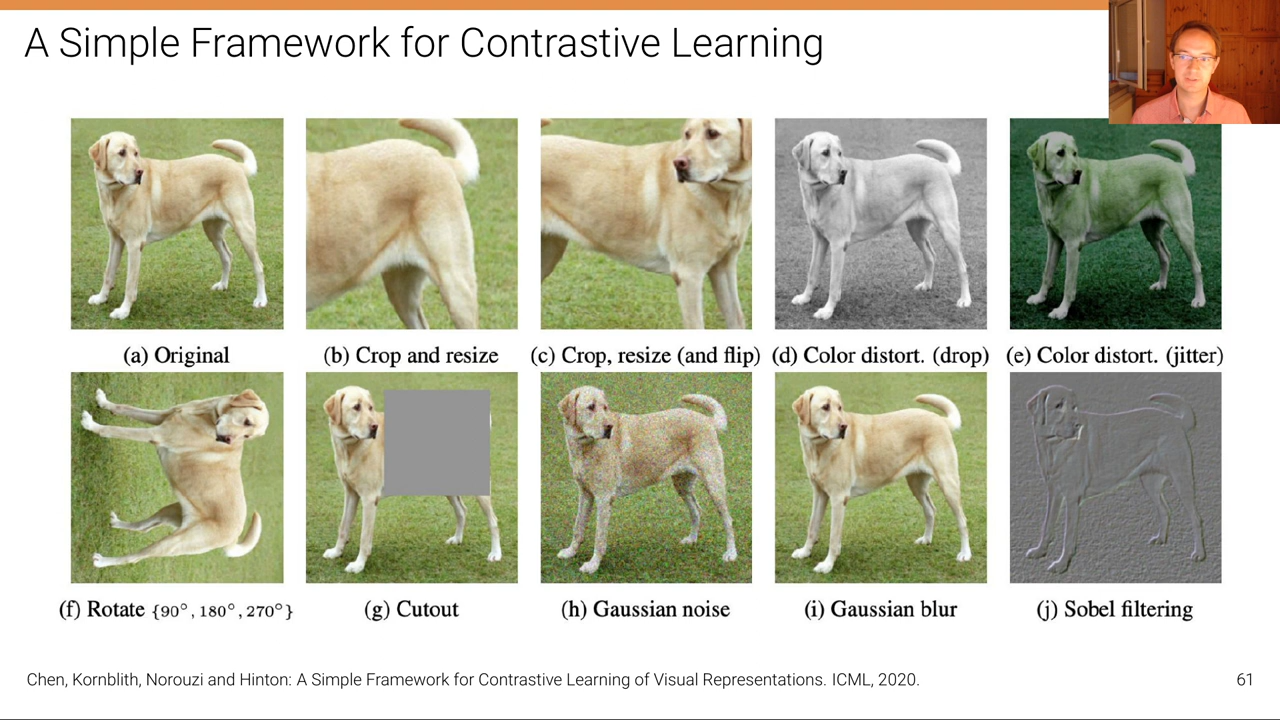 A Simple Framework for Contrastive Learning
(a) Original
(b) Crop and resize
(c) Crop, resize (and flip)
(d) Color distort. (drop)
(e) Color distort. (jitter)
(f) Rotate {90°, 180°, 270°}
(g) Cutout
(h) Gaussian noise
(i) Gaussian blur
(j) Sobel filtering
Chen, Kornblith, Norouzi and Hinton: A Simple Framework for Contrastive Learning of Visual Representations. ICML, 2020.
61